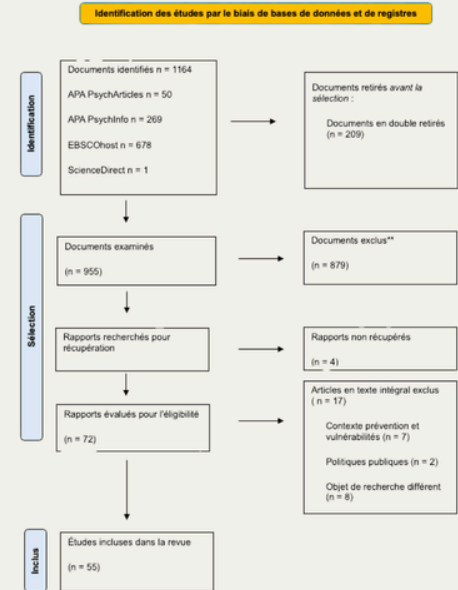 Identification des études par le biais de bases de données et de registres
Identification
Documents identifiés n = 1164
APA PsychArticles n = 50
APA PsychInfo n = 269
EBSCOhost n = 678
ScienceDirect n = 1
Documents retirés avant la
sélection :
Documents en double retirés
(n = 209)
Sélection
Documents examinés
(n = 955)
Documents exclus**
(n = 879)
Rapports recherchés pour
récupération
Rapports non récupérés
(n = 4)
Rapports évalués pour l'éligibilité
(n = 72)
Articles en texte intégral exclus
( n = 17)
Contexte prévention et
vulnérabilités (n = 7)
Politiques publiques (n = 2)
Objet de recherche différent
(n = 8)
Inclus
Études incluses dans la revue
(n = 55)